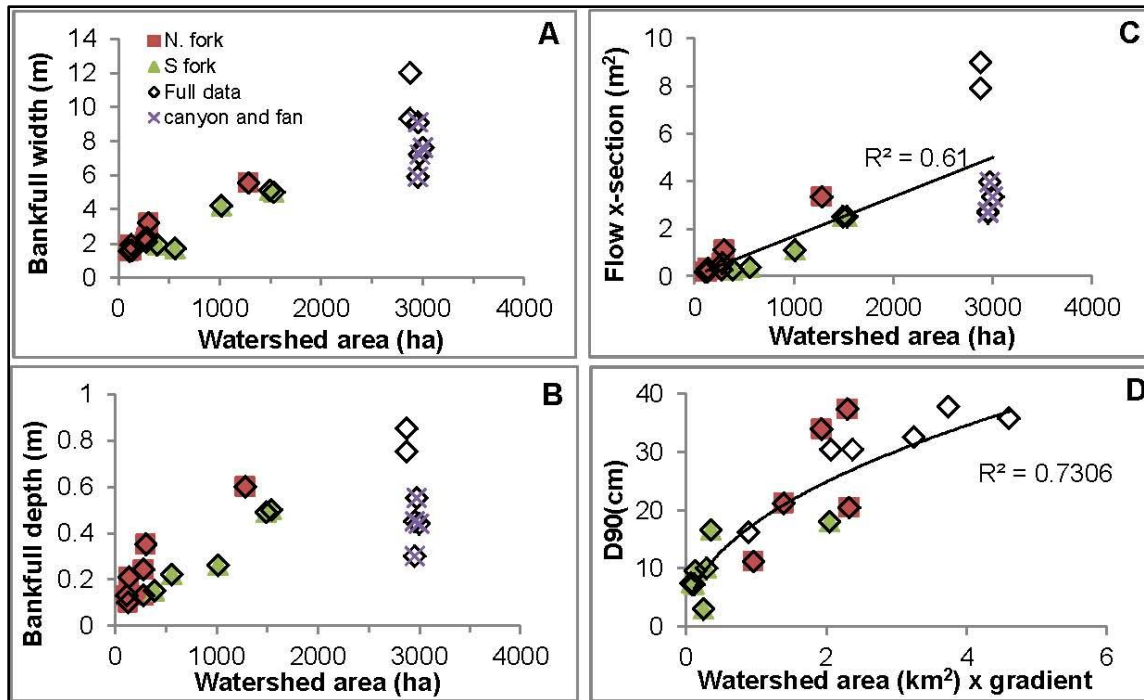 A
Bankfull width (m)
14
12
10
8
6
4
2
0
N. fork
S fork
Full data
canyon and fan
0 1000 2000 3000 4000
Watershed area (ha)
C
Flow x-section (m²)
10
8
6
4
2
0
R² = 0.61
0 1000 2000 3000 4000
Watershed area (ha)
B
Bankfull depth (m)
1
0.8
0.6
0.4
0.2
0
0 1000 2000 3000 4000
Watershed area (ha)
D
D90(cm)
40
30
20
10
0
R² = 0.7306
0 2 4 6
Watershed area (km²) x gradient